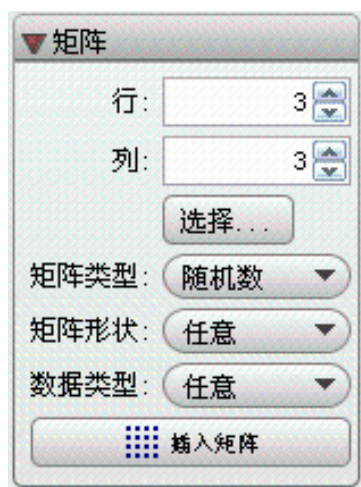 矩阵
行: 3
列: 3
选择...
矩阵类型: 随机数
矩阵形状: 任意
数据类型: 任意
插入矩阵